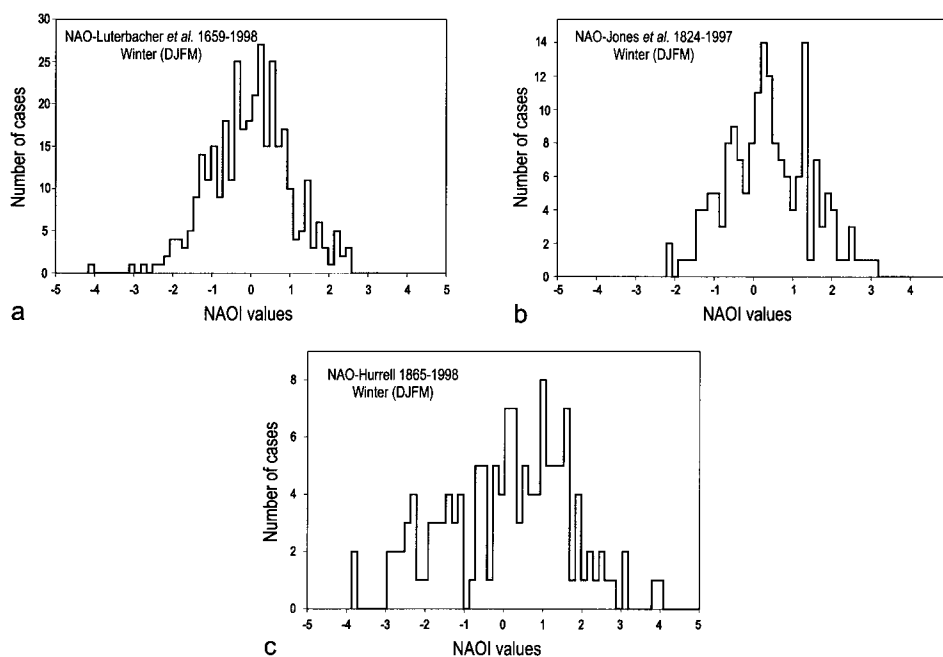 NAO-Luterbacher et al. 1659-1998
Winter (DJFM)
Number of cases
30
25
20
15
10
5
0
-5 -4 -3 -2 -1 0 1 2 3 4 5
NAOI values
a
NAO-Jones et al. 1824-1997
Winter (DJFM)
Number of cases
14
12
10
8
6
4
2
0
-5 -4 -3 -2 -1 0 1 2 3 4
NAOI values
b
NAO-Hurrell 1865-1998
Winter (DJFM)
Number of cases
8
6
4
2
0
-5 -4 -3 -2 -1 0 1 2 3 4 5
NAOI values
c